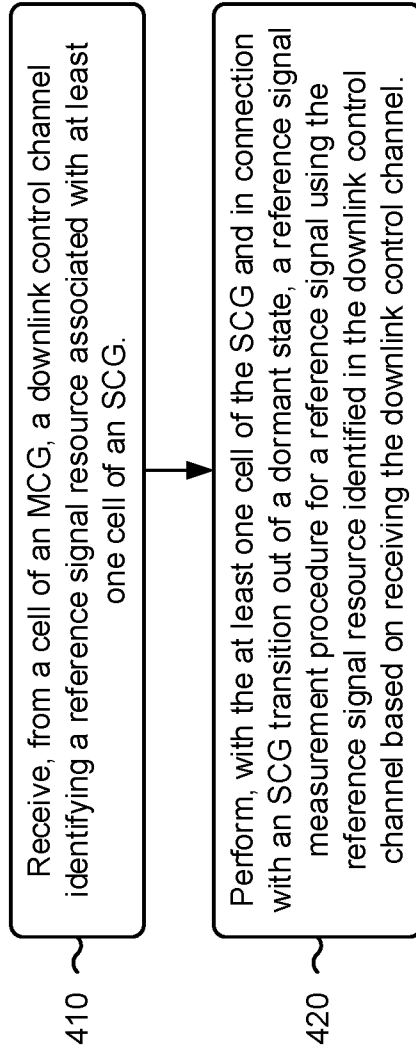 410
Receive, from a cell of an MCG, a downlink control channel
identifying a reference signal resource associated with at least
one cell of an SCG.
420
Perform, with the at least one cell of the SCG and in connection
with an SCG transition out of a dormant state, a reference signal
measurement procedure for a reference signal using the
reference signal resource identified in the downlink control
channel based on receiving the downlink control channel.